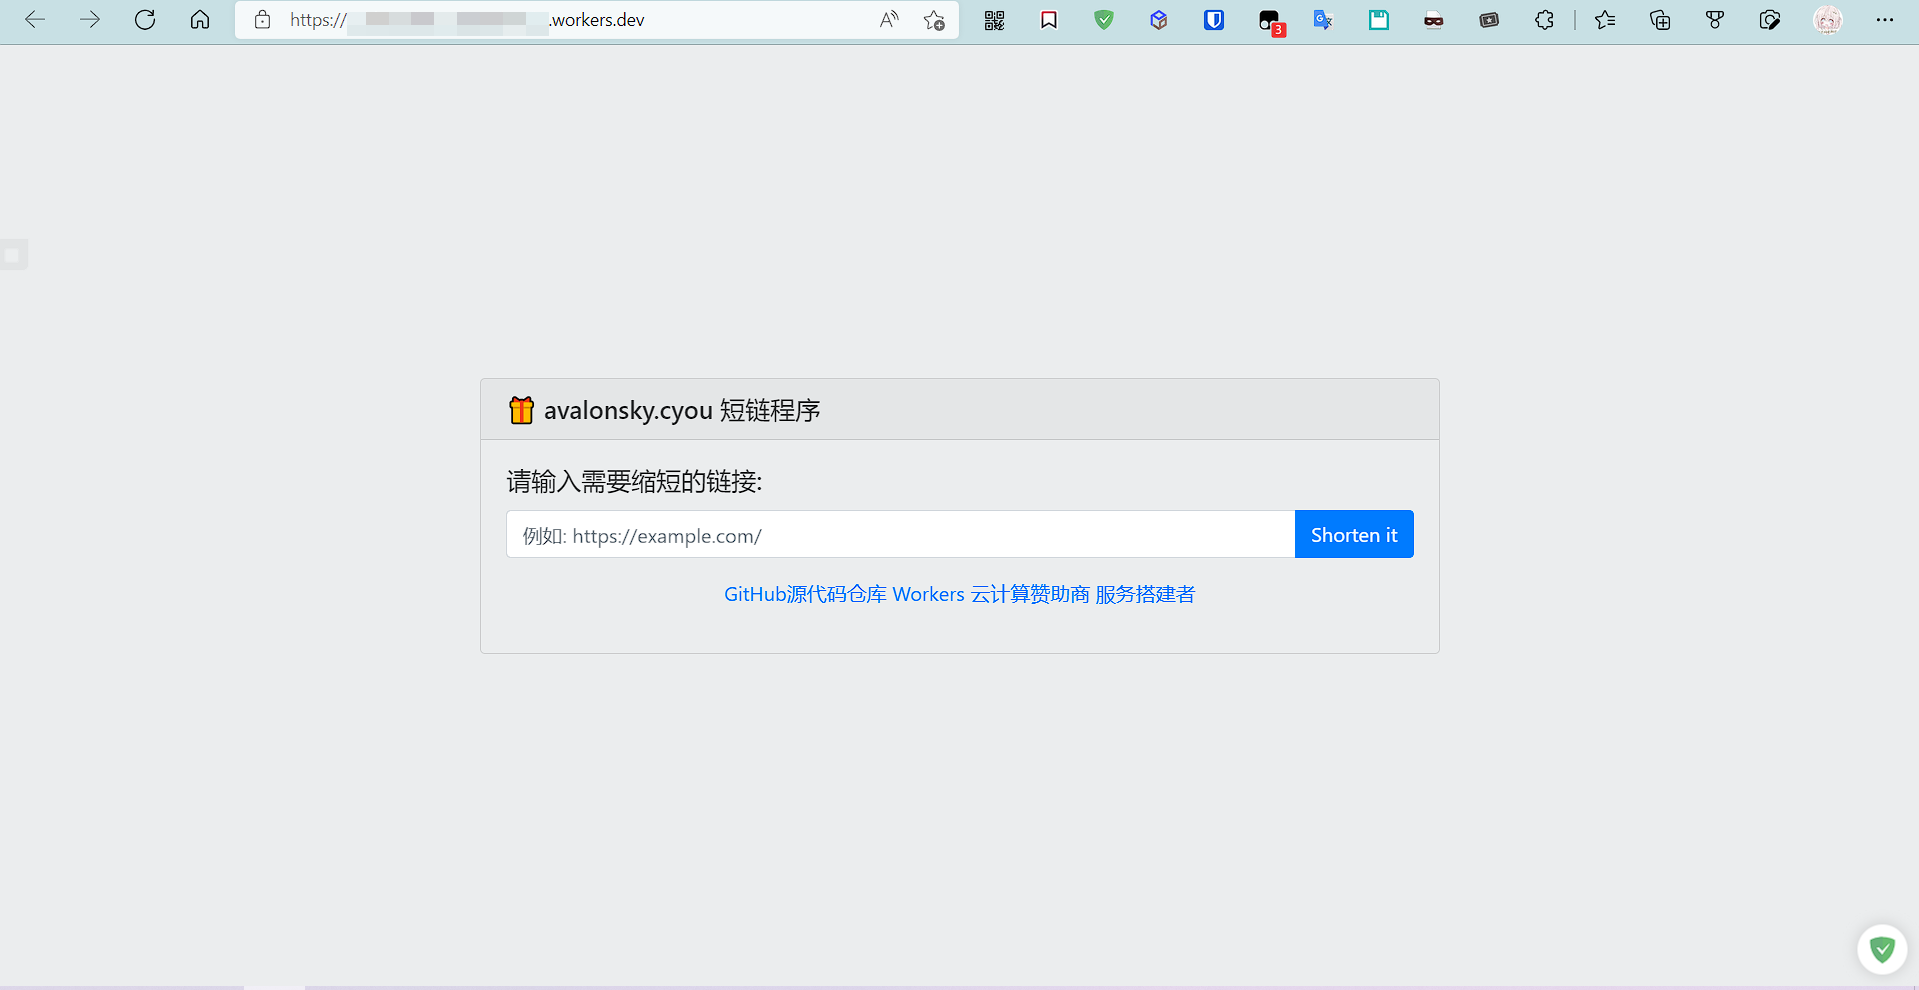 https://
.workers.dev
3
avalonsky.cyou 短链程序
请输入需要缩短的链接:
例如: https://example.com/
Shorten it
GitHub源代码仓库 Workers 云计算赞助商 服务搭建者